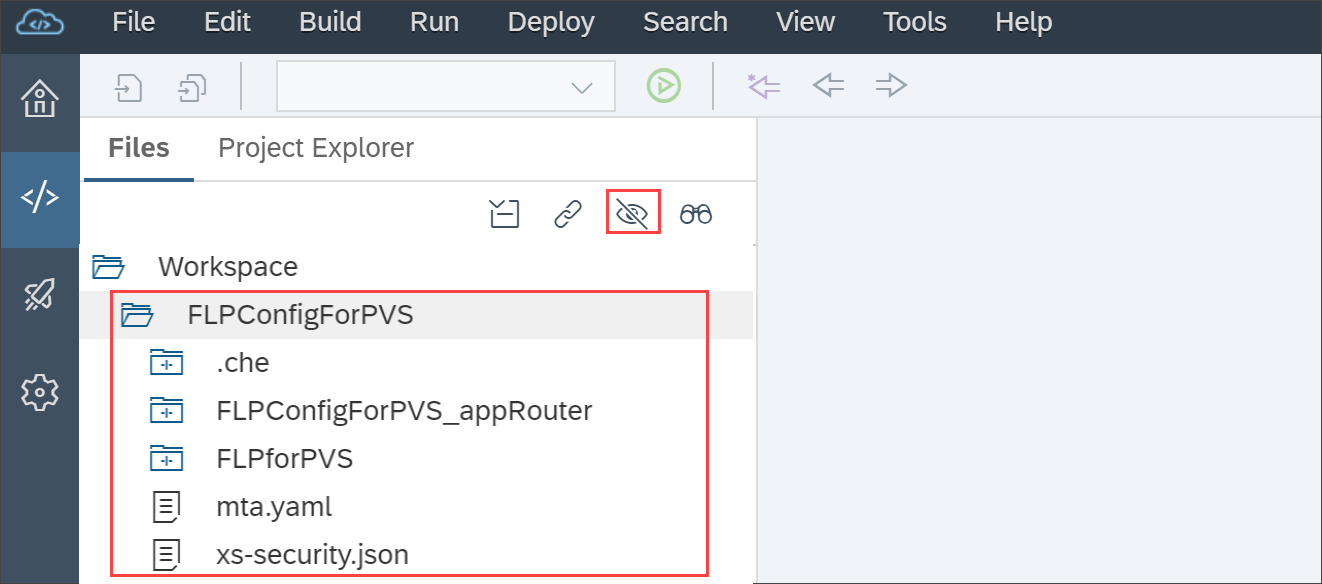 File Edit Build Run Deploy Search View Tools Help
Files Project Explorer
Workspace
FLPConfigForPVS
.che
FLPConfigForPVS_appRouter
FLPforPVS
mta.yaml
xs-security.json